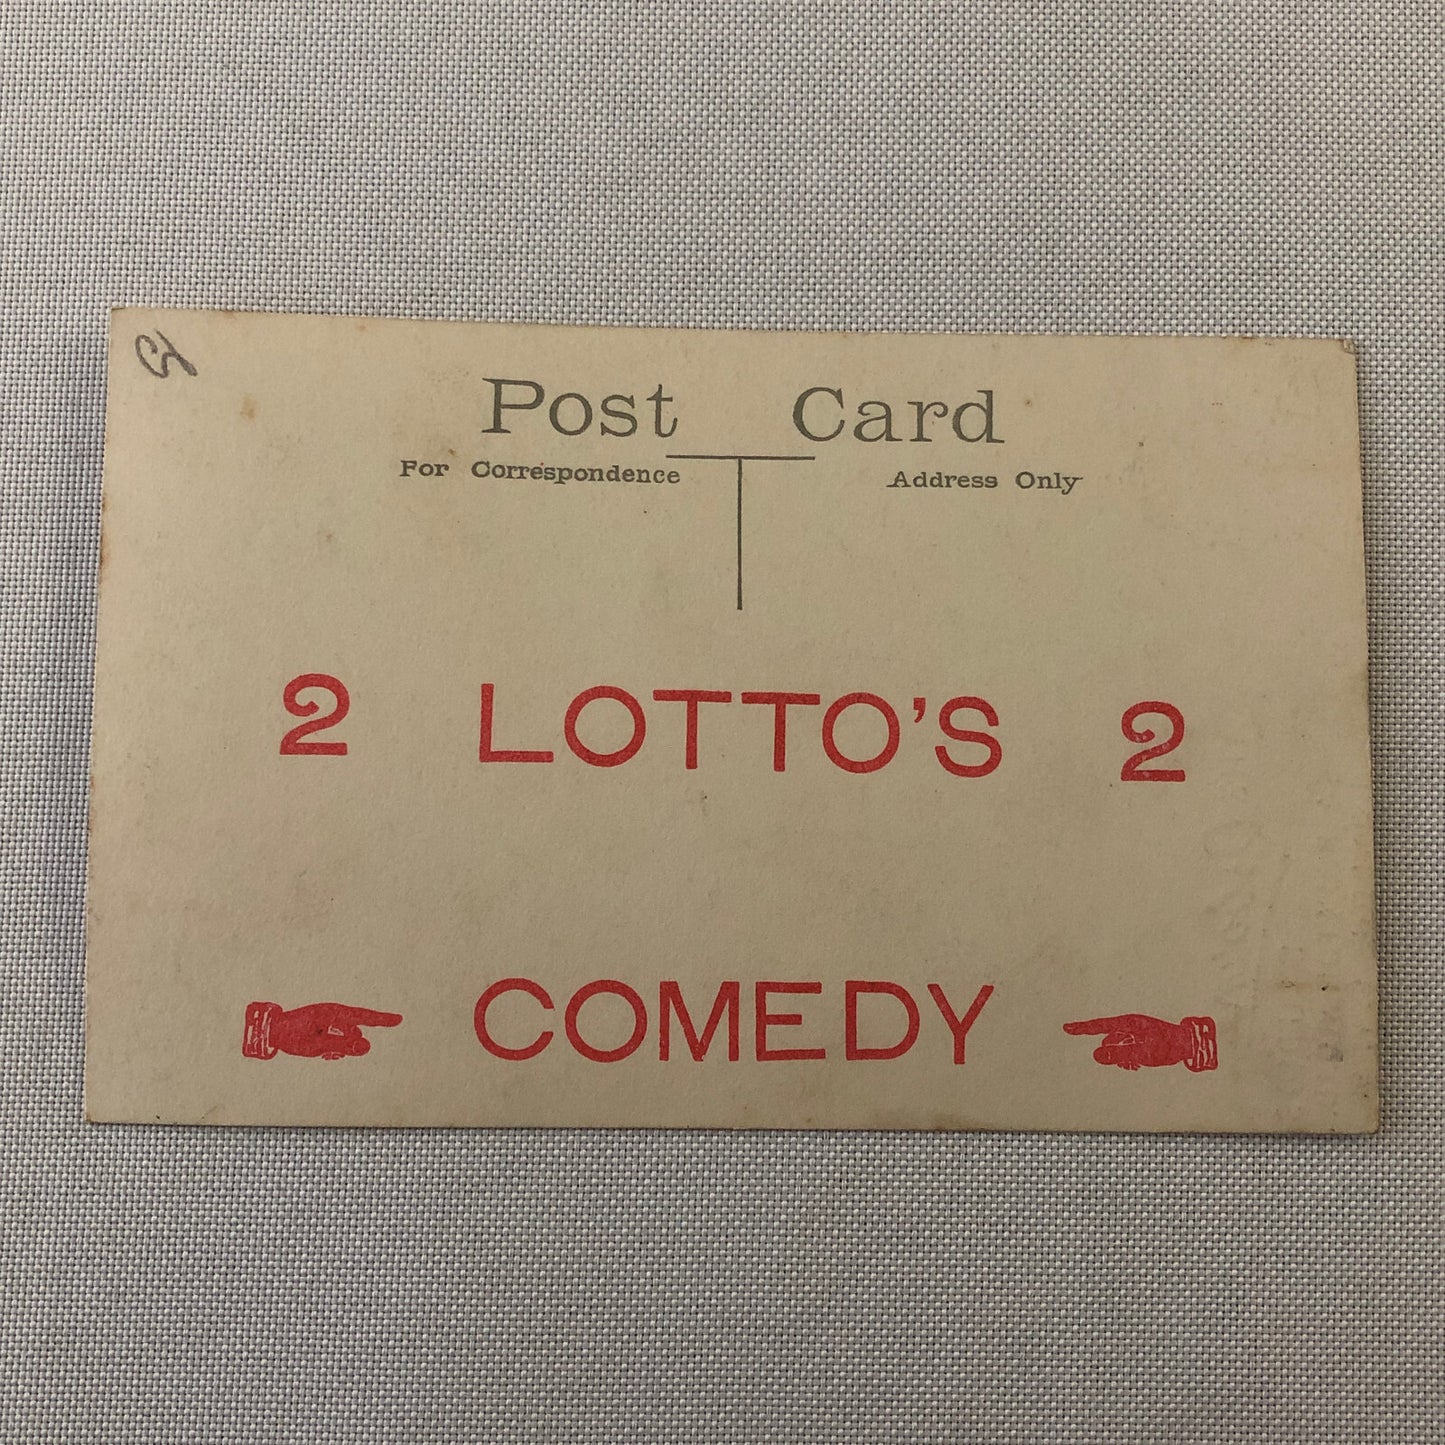 Post Card
For Correspondence Address Only
2 LOTTO'S 2
COMEDY